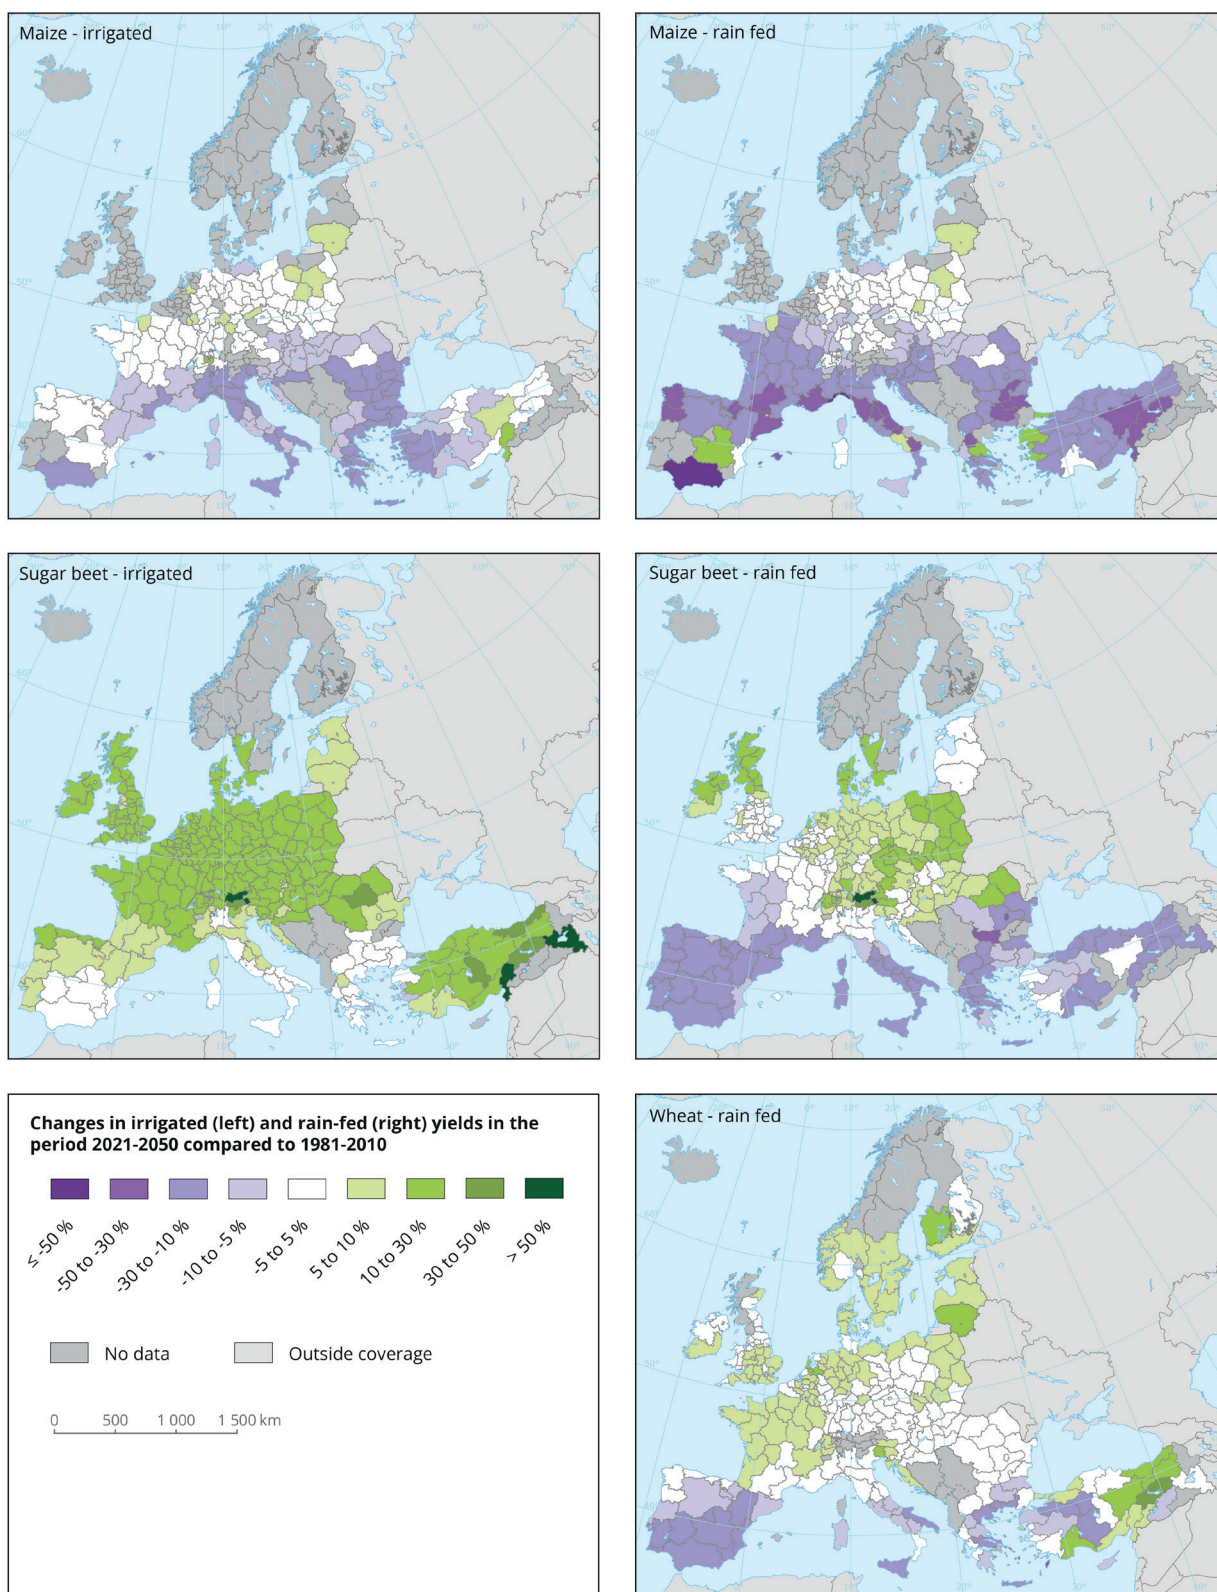 Maize - irrigated
Maize - rain fed
Sugar beet - irrigated
Sugar beet - rain fed
Changes in irrigated (left) and rain-fed (right) yields in the
period 2021-2050 compared to 1981-2010
≤ -50 %
-50 to -30 %
-30 to -10 %
-10 to -5 %
-5 to 5 %
5 to 10 %
10 to 30 %
30 to 50 %
> 50 %
No data
Outside coverage
0 500 1 000 1 500 km
Wheat - rain fed